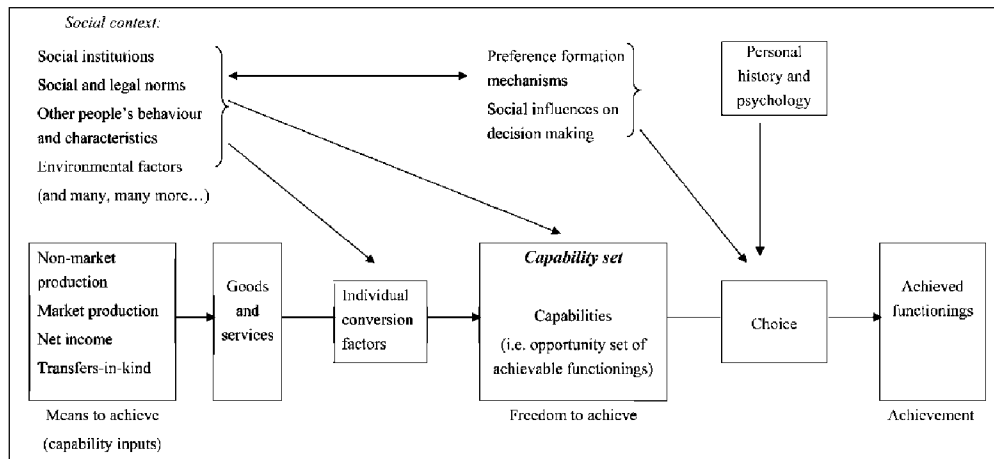 Social context:
Social institutions
Social and legal norms
Other people's behaviour
and characteristics
Environmental factors
(and many, many more…)
Preference formation
mechanisms
Social influences on
decision making
Personal
history and
psychology
Non-market
production
Market production
Net income
Transfers-in-kind
Means to achieve
(capability inputs)
Goods
and
services
Individual
conversion
factors
Capability set
Capabilities
(i.e. opportunity set of
achievable functionings)
Freedom to achieve
Choice
Achieved
functionings
Achievement